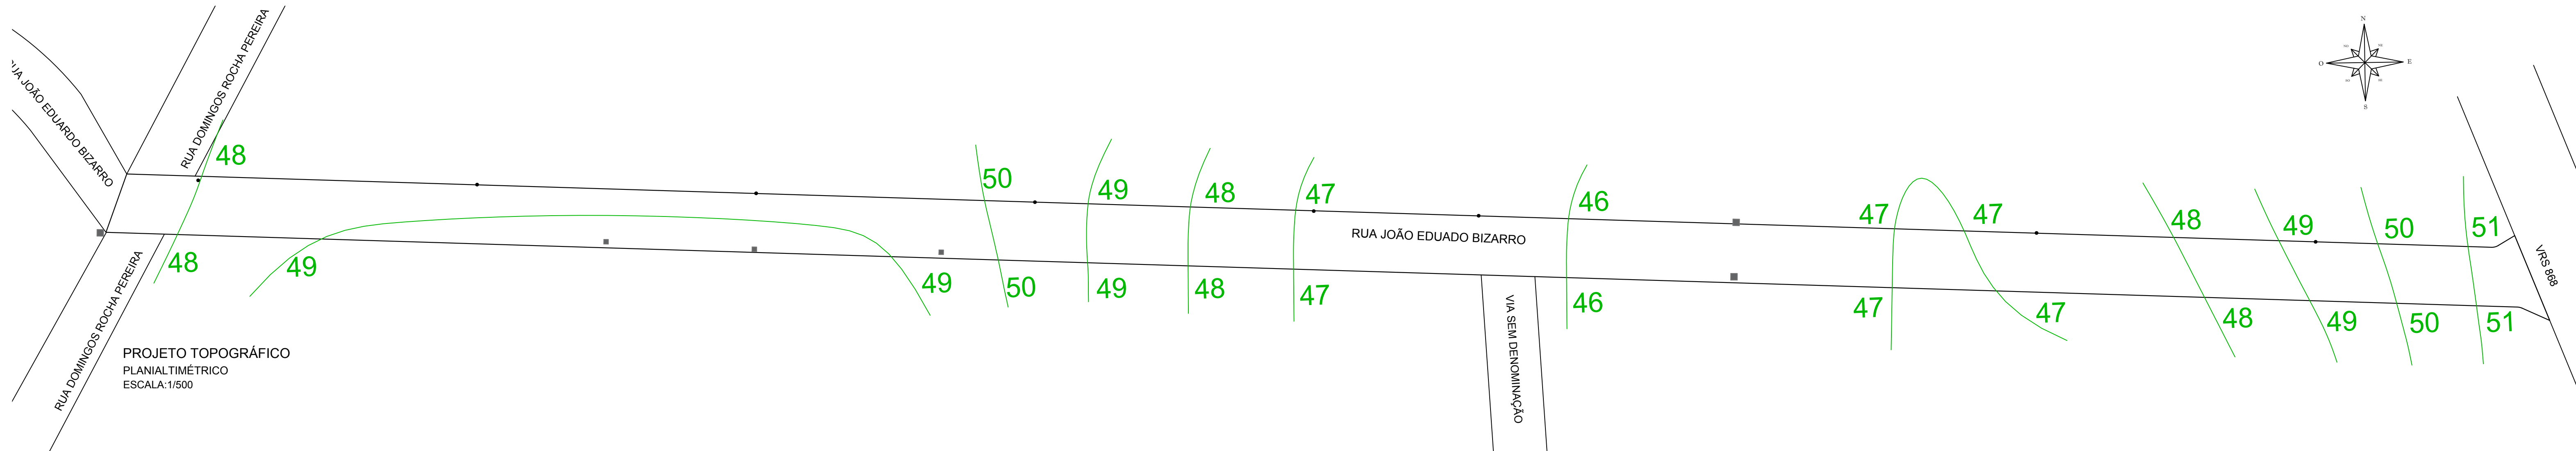 N
O
E
S
RUA DOMINGOS ROCHA PEREIRA
JOÃO EDUARDO BIZARRO
48
50
49
48
47
46
47
47
48
49
50
51
RUA JOÃO EDUADO BIZARRO
VRS 868
48
49
49
50
49
48
47
46
47
47
48
49
50
51
RUA DOMINGOS ROCHA PEREIRA
VIA SEM DENOMINAÇÃO
PROJETO TOPOGRÁFICO
PLANIALTIMÉTRICO
ESCALA:1/500